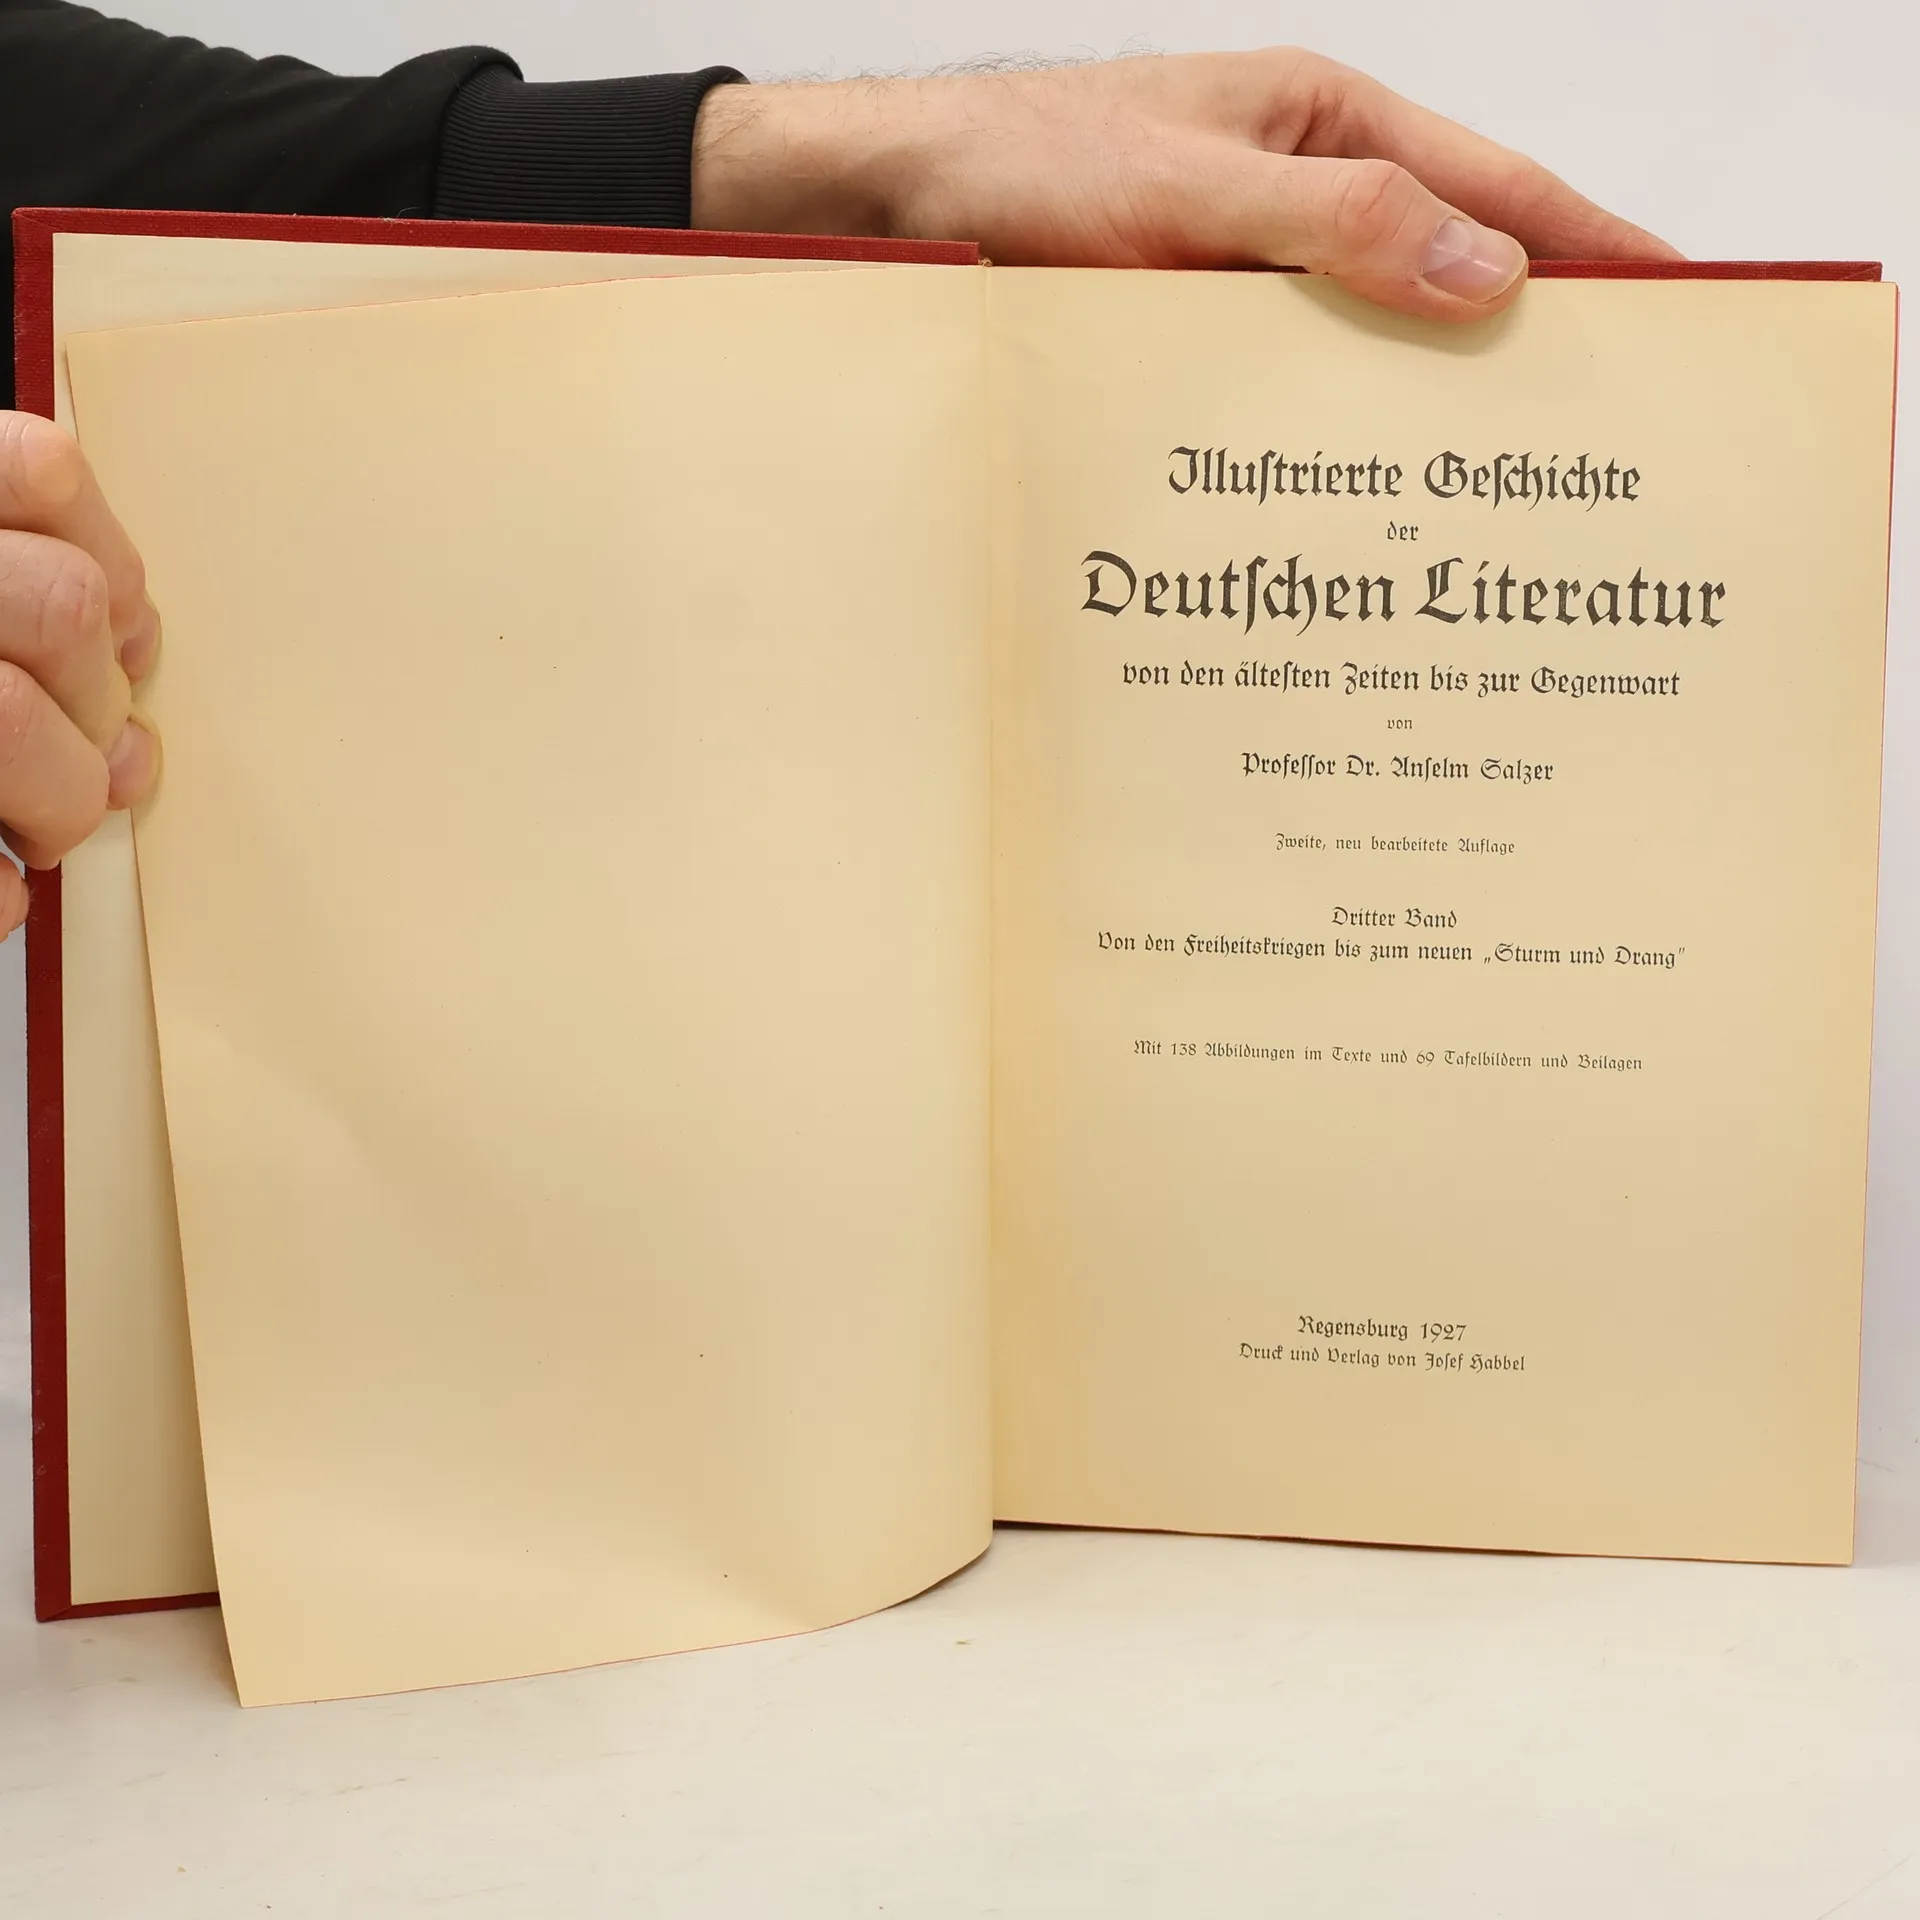 Illuſtrierte Geſchichte
der
Deutſchen Literatur
von den älteſten Zeiten bis zur Gegenwart
von
Profeſſor Dr. Anſelm Salzer
Zweite, neu bearbeitete Auflage
Dritter Band
Von den Freiheitskriegen bis zum neuen „Sturm und Drang"
Mit 138 Abbildungen im Texte und 69 Tafelbildern und Beilagen
Regensburg 1927
Druck und Verlag von Joſef Habbel